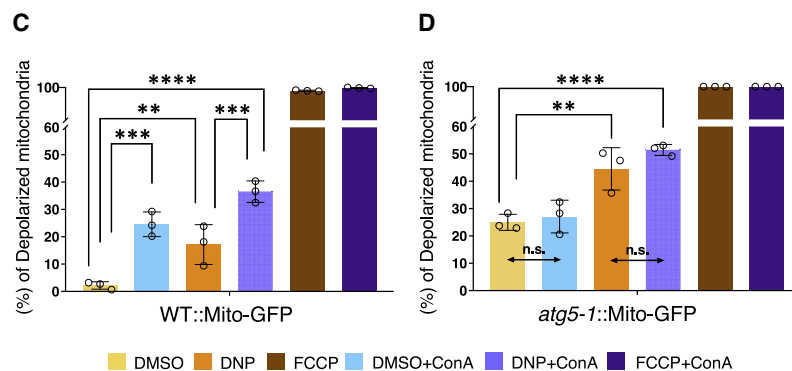 C
(%) of Depolarized mitochondria
100
60
50
40
30
20
10
0
****
**
***
***
WT::Mito-GFP
D
(%) of Depolarized mitochondria
100
60
50
40
30
20
10
0
****
**
n.s.
n.s.
atg5-1::Mito-GFP
DMSO DNP FCCP DMSO+ConA DNP+ConA FCCP+ConA